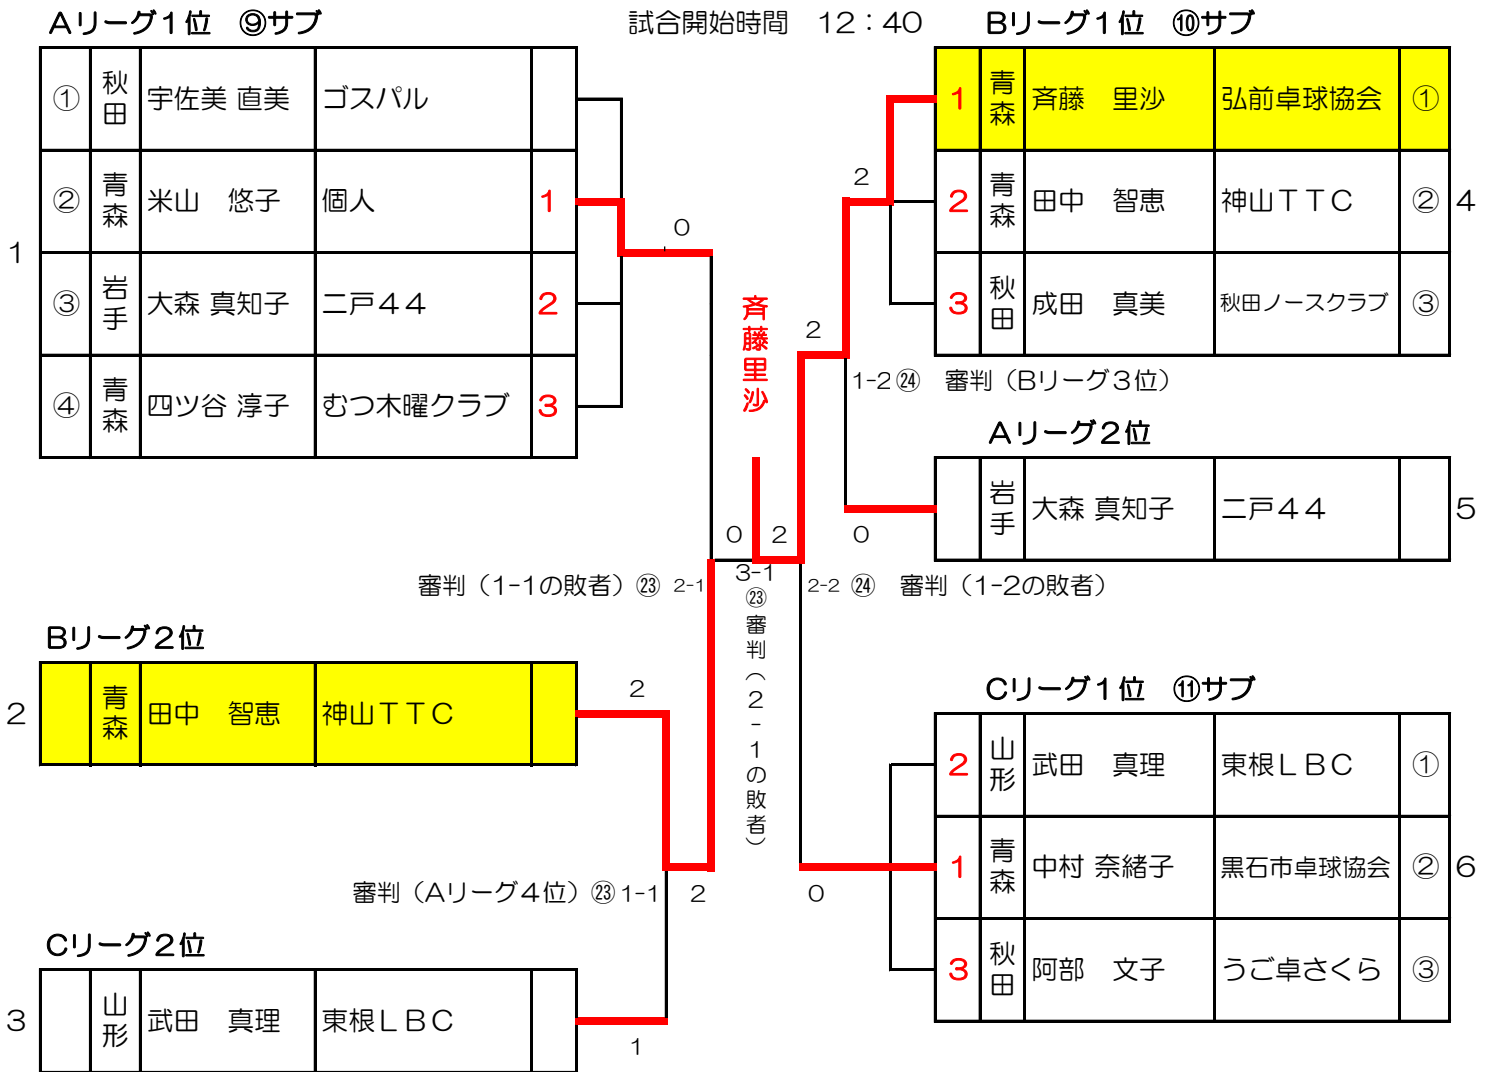 Aリーグ1位　⑨サブ
試合開始時間　12：40
Bリーグ1位　⑩サブ
① 秋田 宇佐美 直美 ゴスパル
② 青森 米山　悠子 個人 1
③ 岩手 大森 真知子 二戸44 2
④ 青森 四ツ谷 淳子 むつ木曜クラブ 3
1
0
1 青森 斉藤　里沙 弘前卓球協会 ①
2 青森 田中　智恵 神山TTC ② 4
3 秋田 成田　真美 秋田ノースクラブ ③
2
2
斉藤里沙
1-2 ㉔　審判（Bリーグ3位）
Aリーグ2位
岩手 大森 真知子 二戸44 5
0
0 2
3-1
㉓審判（2-1の敗者）
審判（1-1の敗者）㉓ 2-1
2-2 ㉔　審判（1-2の敗者）
Bリーグ2位
2 青森 田中　智恵 神山TTC
2
審判（Aリーグ4位）㉓ 1-1
2
0
Cリーグ2位
3 山形 武田　真理 東根LBC
1
Cリーグ1位　⑪サブ
2 山形 武田　真理 東根LBC ①
1 青森 中村 奈緒子 黒石市卓球協会 ② 6
3 秋田 阿部　文子 うご卓さくら ③